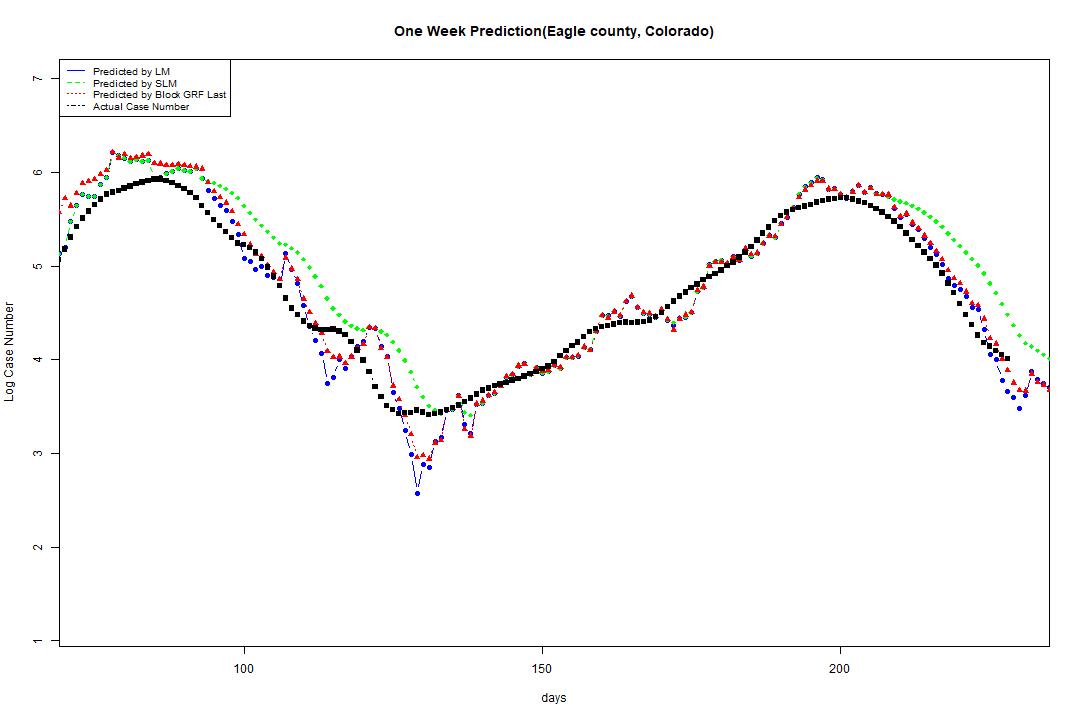 One Week Prediction(Eagle county, Colorado)
Predicted by LM
Predicted by SLM
Predicted by Block GRF Last
Actual Case Number
7
6
5
4
3
2
1
Log Case Number
100
150
200
days